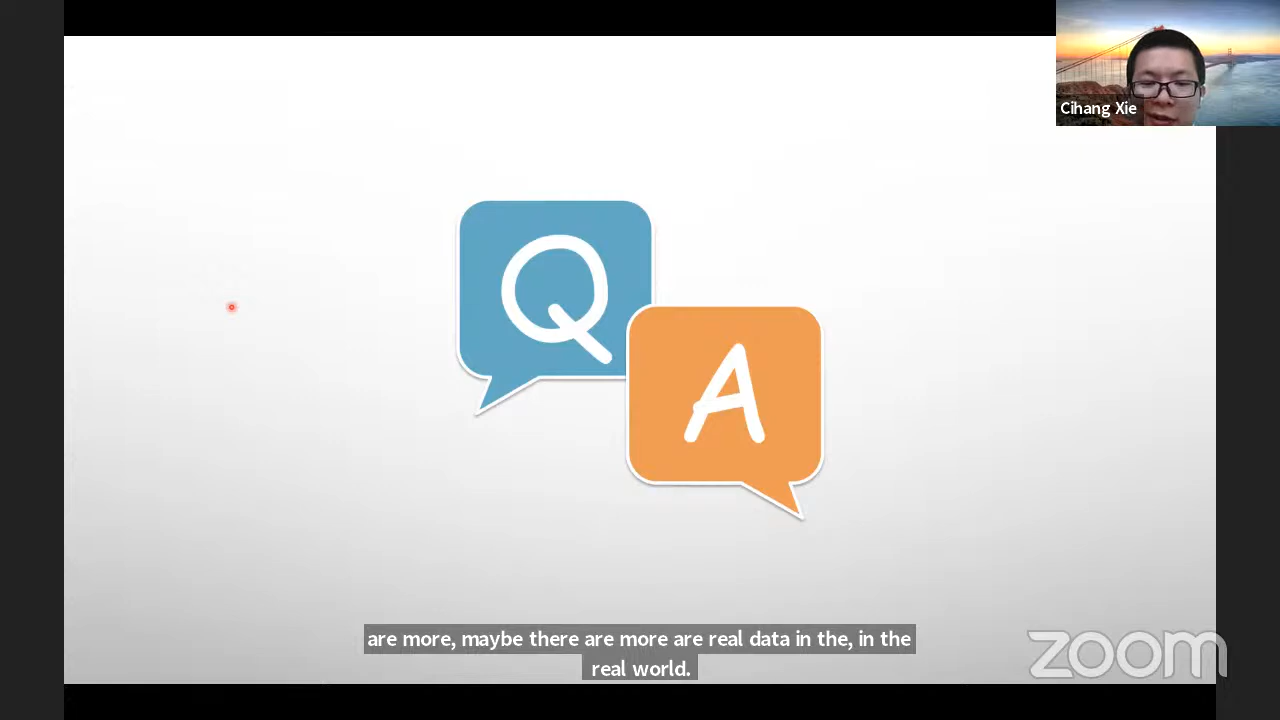 Cihang Xie
Q
A
are more, maybe there are more are real data in the, in the
real world.
zoom